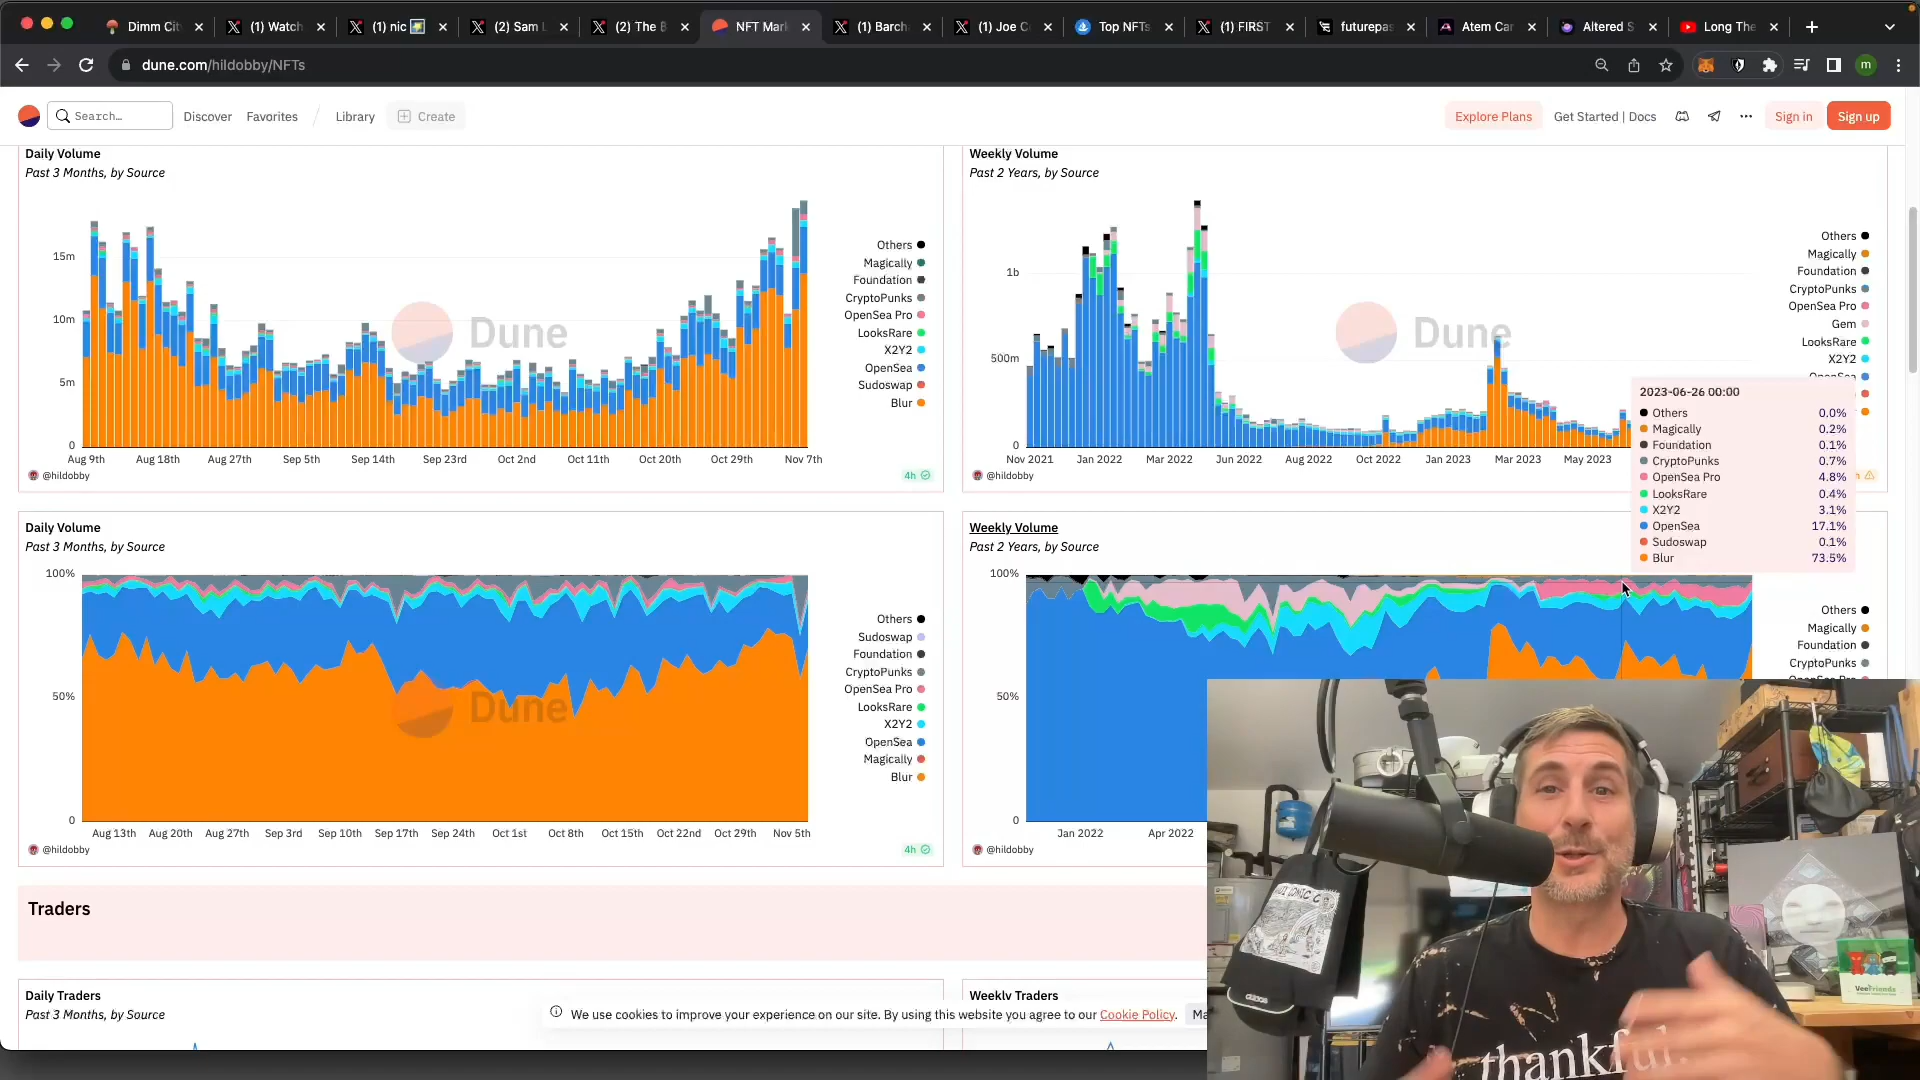 Dimm Cit
(1) Watch
(1) nic
(2) Sam L
(2) The B
NFT Mark
(1) Barch
(1) Joe C
Top NFTs
(1) FIRST
futurepas
Atem Car
Altered S
Long The
dune.com/hildobby/NFTs
m
Search...
Discover
Favorites
Library
Create
Explore Plans
Get Started | Docs
Sign in
Sign up
Daily Volume
Past 3 Months, by Source
15m
10m
5m
0
Aug 9th Aug 18th Aug 27th Sep 5th Sep 14th Sep 23rd Oct 2nd Oct 11th Oct 20th Oct 29th Nov 7th
Dune
Others
Magically
Foundation
CryptoPunks
OpenSea Pro
LooksRare
X2Y2
OpenSea
Sudoswap
Blur
@hildobby
4h
Weekly Volume
Past 2 Years, by Source
1b
500m
0
Nov 2021 Jan 2022 Mar 2022 Jun 2022 Aug 2022 Oct 2022 Jan 2023 Mar 2023 May 2023
Dune
Others
Magically
Foundation
CryptoPunks
OpenSea Pro
Gem
LooksRare
X2Y2
OpenSea
@hildobby
2023-06-26 00:00
Others 0.0%
Magically 0.2%
Foundation 0.1%
CryptoPunks 0.7%
OpenSea Pro 4.8%
LooksRare 0.4%
X2Y2 3.1%
OpenSea 17.1%
Sudoswap 0.1%
Blur 73.5%
Daily Volume
Past 3 Months, by Source
100%
50%
0
Aug 13th Aug 20th Aug 27th Sep 3rd Sep 10th Sep 17th Sep 24th Oct 1st Oct 8th Oct 15th Oct 22nd Oct 29th Nov 5th
Dune
Others
Sudoswap
Foundation
CryptoPunks
OpenSea Pro
LooksRare
X2Y2
OpenSea
Magically
Blur
@hildobby
4h
Weekly Volume
Past 2 Years, by Source
100%
50%
0
Jan 2022 Apr 2022
Others
Magically
Foundation
CryptoPunks
@hildobby
Traders
Daily Traders
Past 3 Months, by Source
Weekly Traders
Past 2 Years, by Source
We use cookies to improve your experience on our site. By using this website you agree to our Cookie Policy.
Ma
VeeFriends
adidas
thankful.